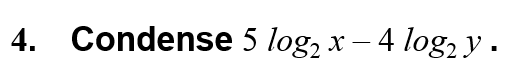 4. Condense 5 log₂ x – 4 log₂ y .